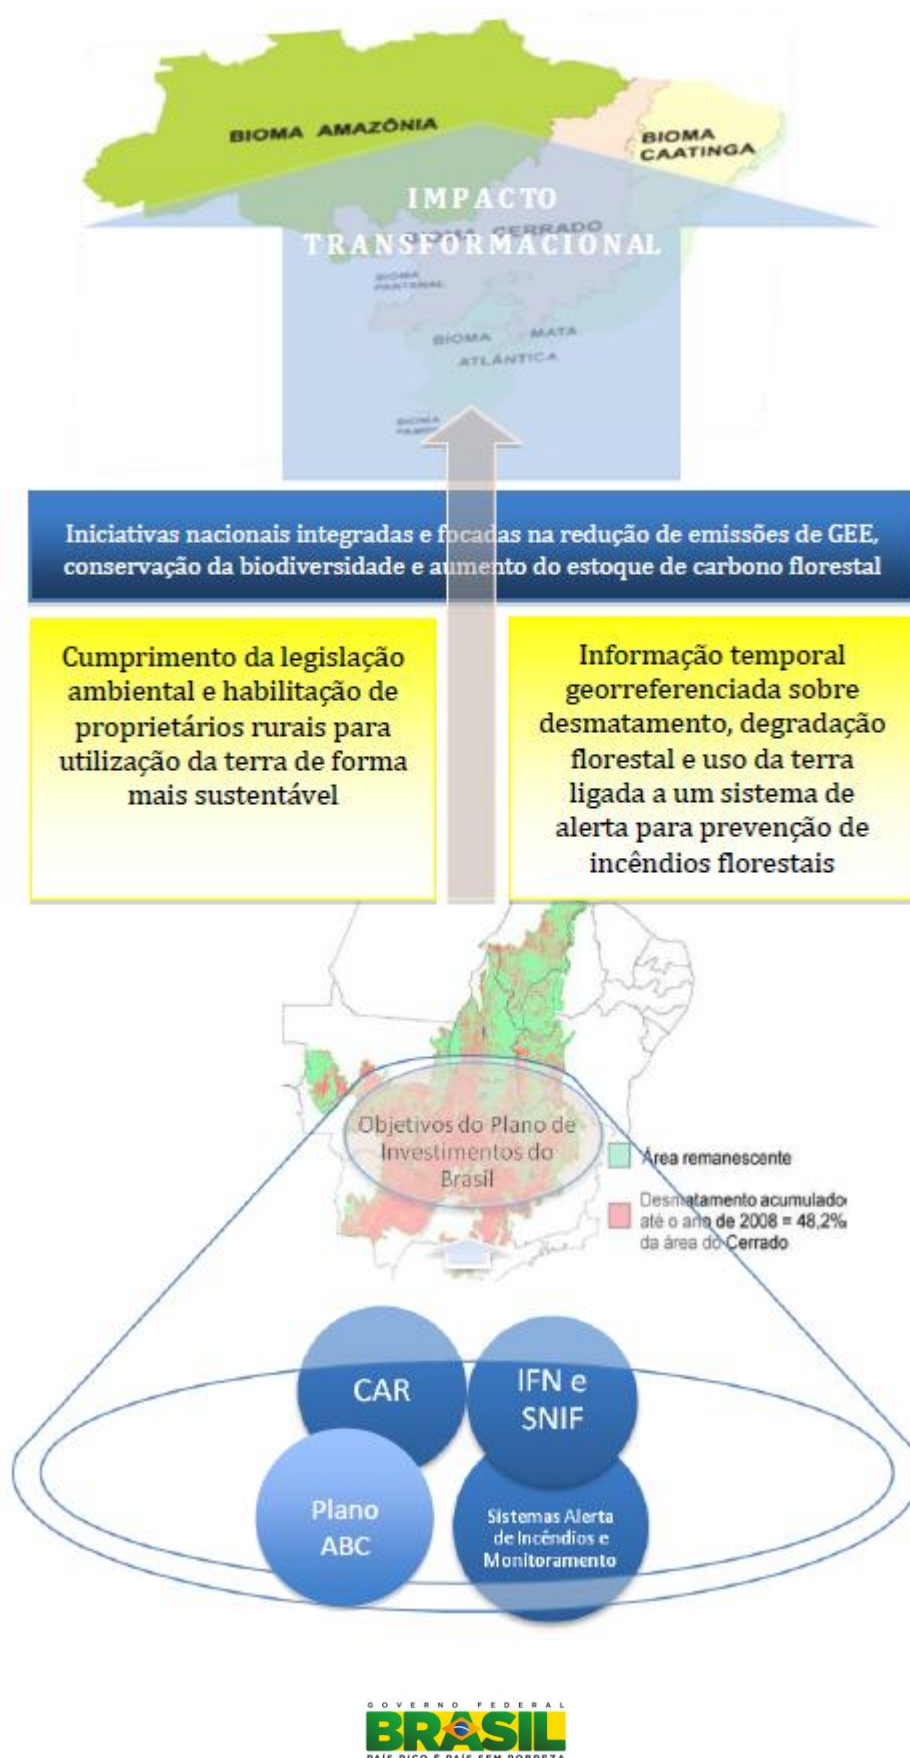 BIOMA AMAZÔNIA
BIOMA
CAATINGA
IMPACTO
BIOMA CERRADO
TRANSFORMACIONAL
BIOMA
PANTANAL
BIOMA MATA
ATLÂNTICA
BIOMA
Iniciativas nacionais integradas e focadas na redução de emissões de GEE,
conservação da biodiversidade e aumento do estoque de carbono florestal
Cumprimento da legislação
ambiental e habilitação de
proprietários rurais para
utilização da terra de forma
mais sustentável
Informação temporal
georreferenciada sobre
desmatamento, degradação
florestal e uso da terra
ligada a um sistema de
alerta para prevenção de
incêndios florestais
Objetivos do Plano de
Investimentos do
Brasil
Área remanescente
Desmatamento acumulado
até o ano de 2008 = 48,2%
da área do Cerrado
CAR
IFN e
SNIF
Plano
ABC
Sistemas Alerta
de Incêndios e
Monitoramento
GOVERNO FEDERAL
BRASIL
PAÍS RICO É PAÍS SEM POBREZA